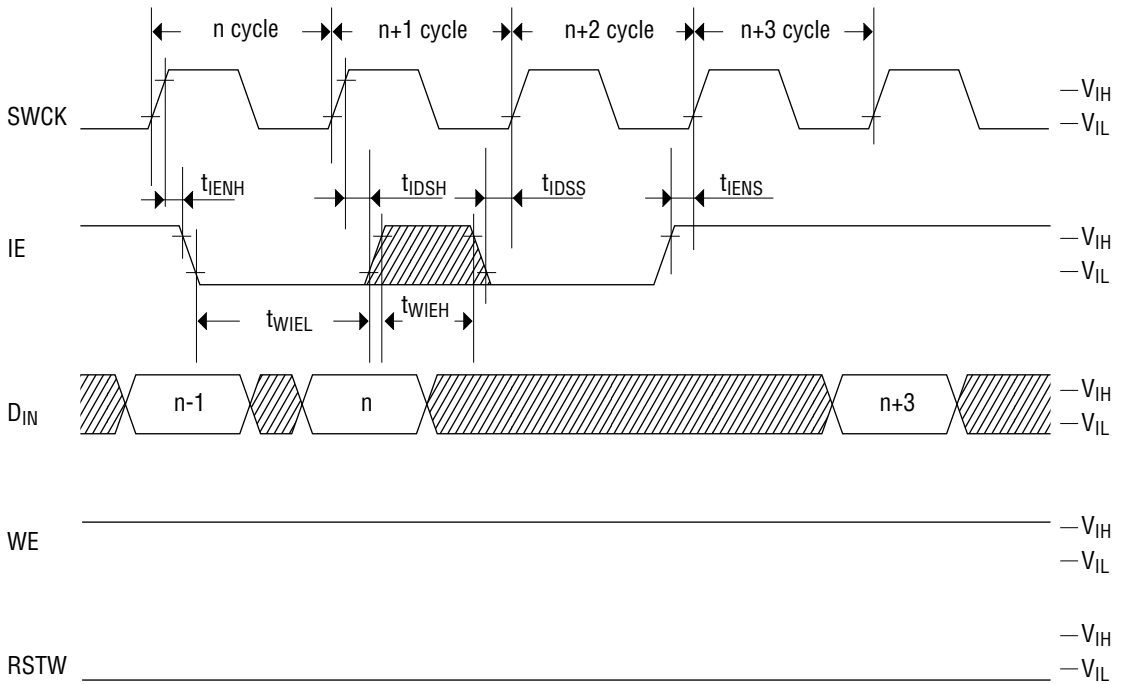 n cycle n+1 cycle n+2 cycle n+3 cycle
SWCK
VIH
VIL
tIENH tIDSH tIDSS tIENS
IE
VIH
VIL
tWIEL tWIEH
DIN
n-1 n n+3
VIH
VIL
WE
VIH
VIL
RSTW
VIH
VIL